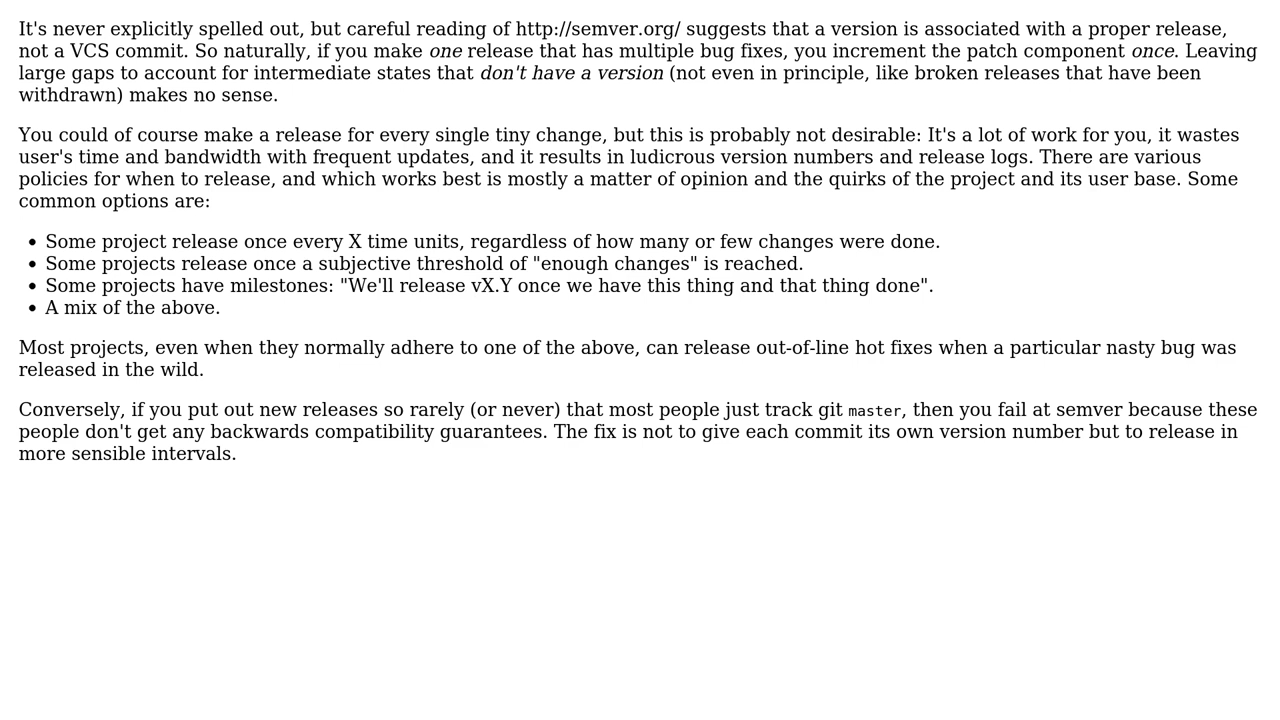 It's never explicitly spelled out, but careful reading of http://semver.org/ suggests that a version is associated with a proper release,
not a VCS commit. So naturally, if you make one release that has multiple bug fixes, you increment the patch component once. Leaving
large gaps to account for intermediate states that don't have a version (not even in principle, like broken releases that have been
withdrawn) makes no sense.
You could of course make a release for every single tiny change, but this is probably not desirable: It's a lot of work for you, it wastes
user's time and bandwidth with frequent updates, and it results in ludicrous version numbers and release logs. There are various
policies for when to release, and which works best is mostly a matter of opinion and the quirks of the project and its user base. Some
common options are:
• Some project release once every X time units, regardless of how many or few changes were done.
• Some projects release once a subjective threshold of "enough changes" is reached.
• Some projects have milestones: "We'll release vX.Y once we have this thing and that thing done".
• A mix of the above.
Most projects, even when they normally adhere to one of the above, can release out-of-line hot fixes when a particular nasty bug was
released in the wild.
Conversely, if you put out new releases so rarely (or never) that most people just track git master, then you fail at semver because these
people don't get any backwards compatibility guarantees. The fix is not to give each commit its own version number but to release in
more sensible intervals.